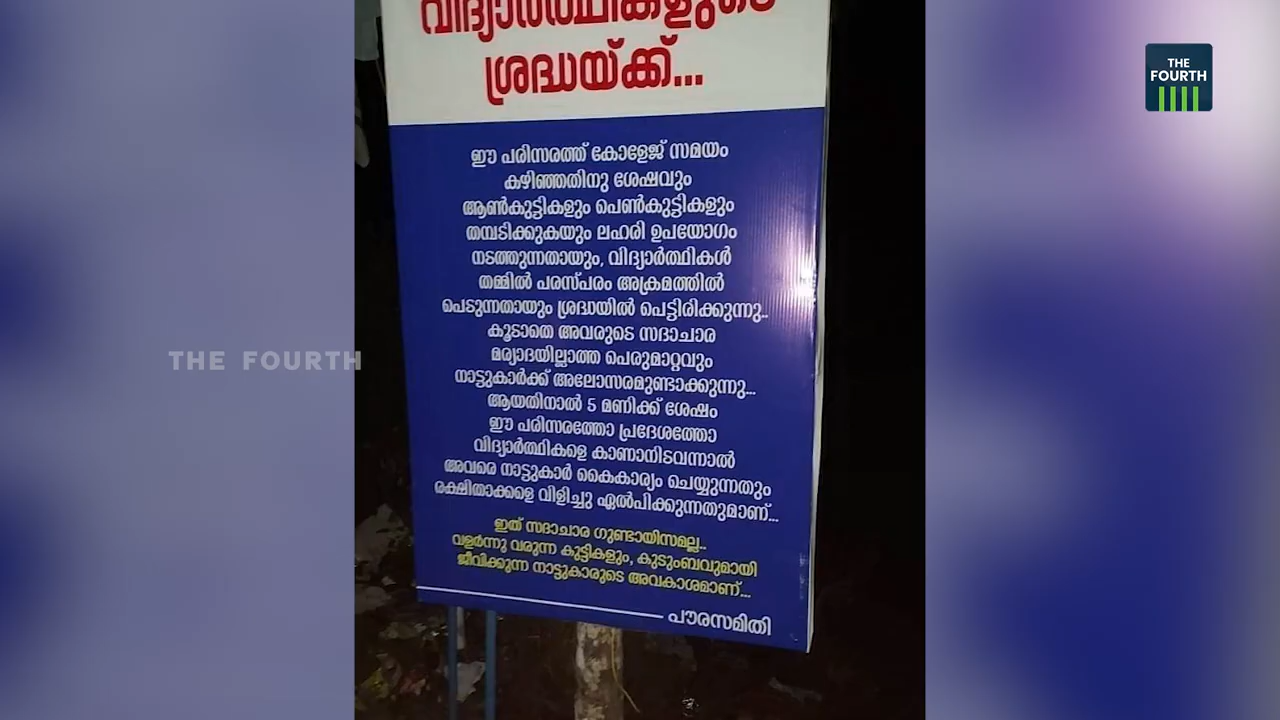 വിദ്യാർത്ഥികളുടെ
ശ്രദ്ധയ്ക്ക്...
ഈ പരിസരത്ത് കോളേജ് സമയം
കഴിഞ്ഞതിനു ശേഷവും
ആൺകുട്ടികളും പെൺകുട്ടികളും
തമ്പടിക്കുകയും ലഹരി ഉപയോഗം
നടത്തുന്നതായും, വിദ്യാർത്ഥികൾ
തമ്മിൽ പരസ്പരം അക്രമത്തിൽ
പെടുന്നതായും ശ്രദ്ധയിൽ പെട്ടിരിക്കുന്നു..
കൂടാതെ അവരുടെ സദാചാര
മര്യാദയില്ലാത്ത പെരുമാറ്റവും
നാട്ടുകാർക്ക് അലോസരമുണ്ടാക്കുന്നു...
ആയതിനാൽ 5 മണിക്ക് ശേഷം
ഈ പരിസരത്തോ പ്രദേശത്തോ
വിദ്യാർത്ഥികളെ കാണാനിടവന്നാൽ
അവരെ നാട്ടുകാർ കൈകാര്യം ചെയ്യുന്നതും
രക്ഷിതാക്കളെ വിളിച്ചു ഏൽപിക്കുന്നതുമാണ്...
ഇത് സദാചാര ഗുണ്ടായിസമല്ല..
വളർന്നു വരുന്ന കുട്ടികളും, കുടുംബവുമായി
ജീവിക്കുന്ന നാട്ടുകാരുടെ അവകാശമാണ്...
പൗരസമിതി
THE FOURTH
THE
FOURTH